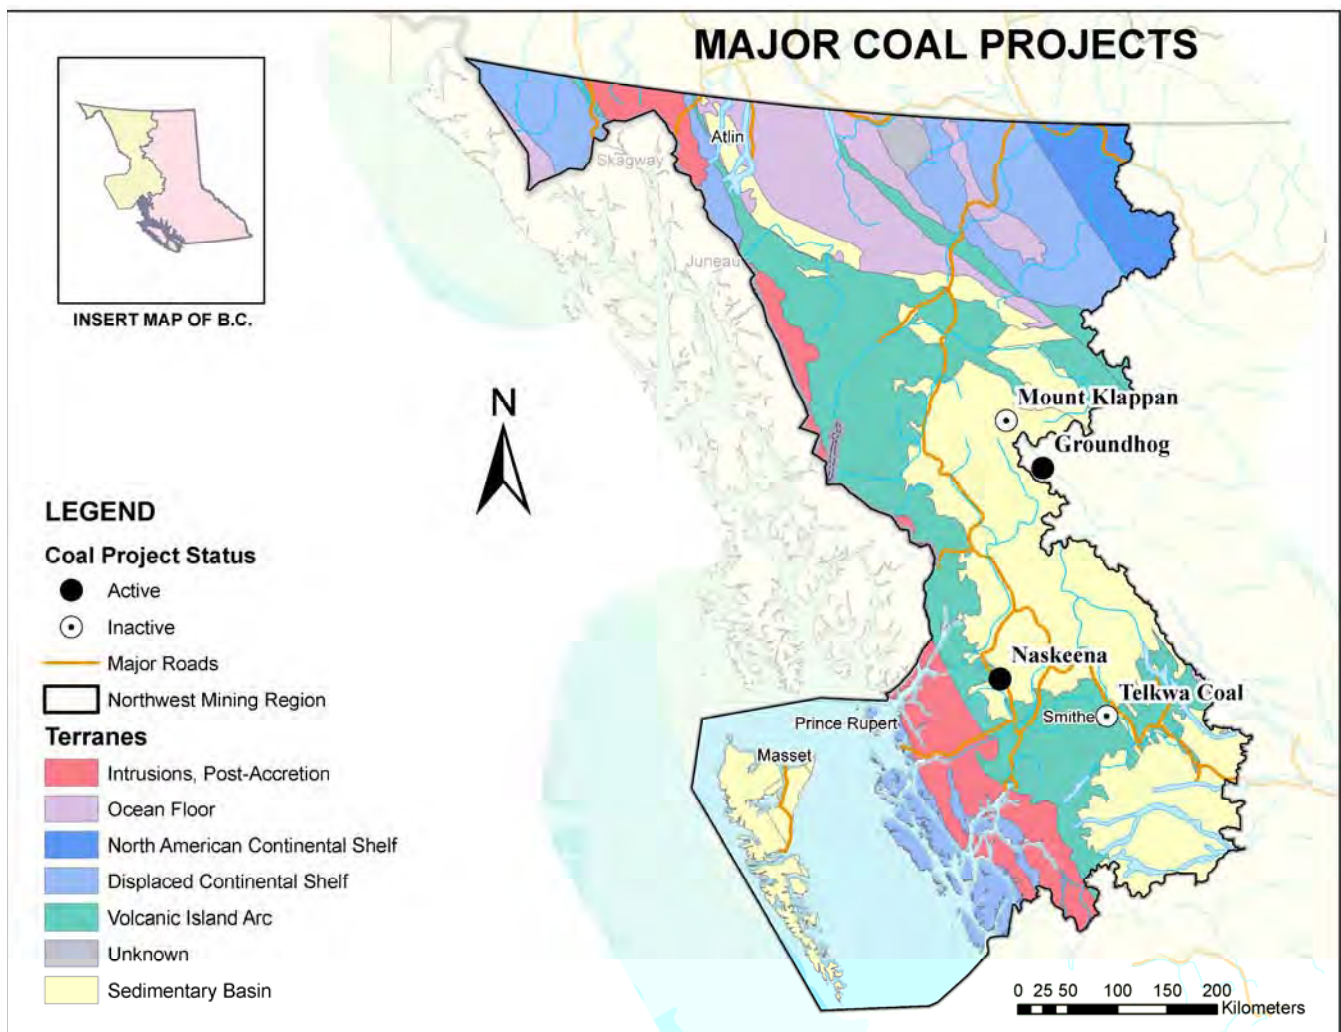 MAJOR COAL PROJECTS
INSERT MAP OF B.C.
Atlin
Skagway
Juneau
N
Mount Klappan
Groundhog
Naskeena
Telkwa Coal
Smithe
Prince Rupert
Masset
LEGEND
Coal Project Status
Active
Inactive
Major Roads
Northwest Mining Region
Terranes
Intrusions, Post-Accretion
Ocean Floor
North American Continental Shelf
Displaced Continental Shelf
Volcanic Island Arc
Unknown
Sedimentary Basin
0 25 50 100 150 200
Kilometers